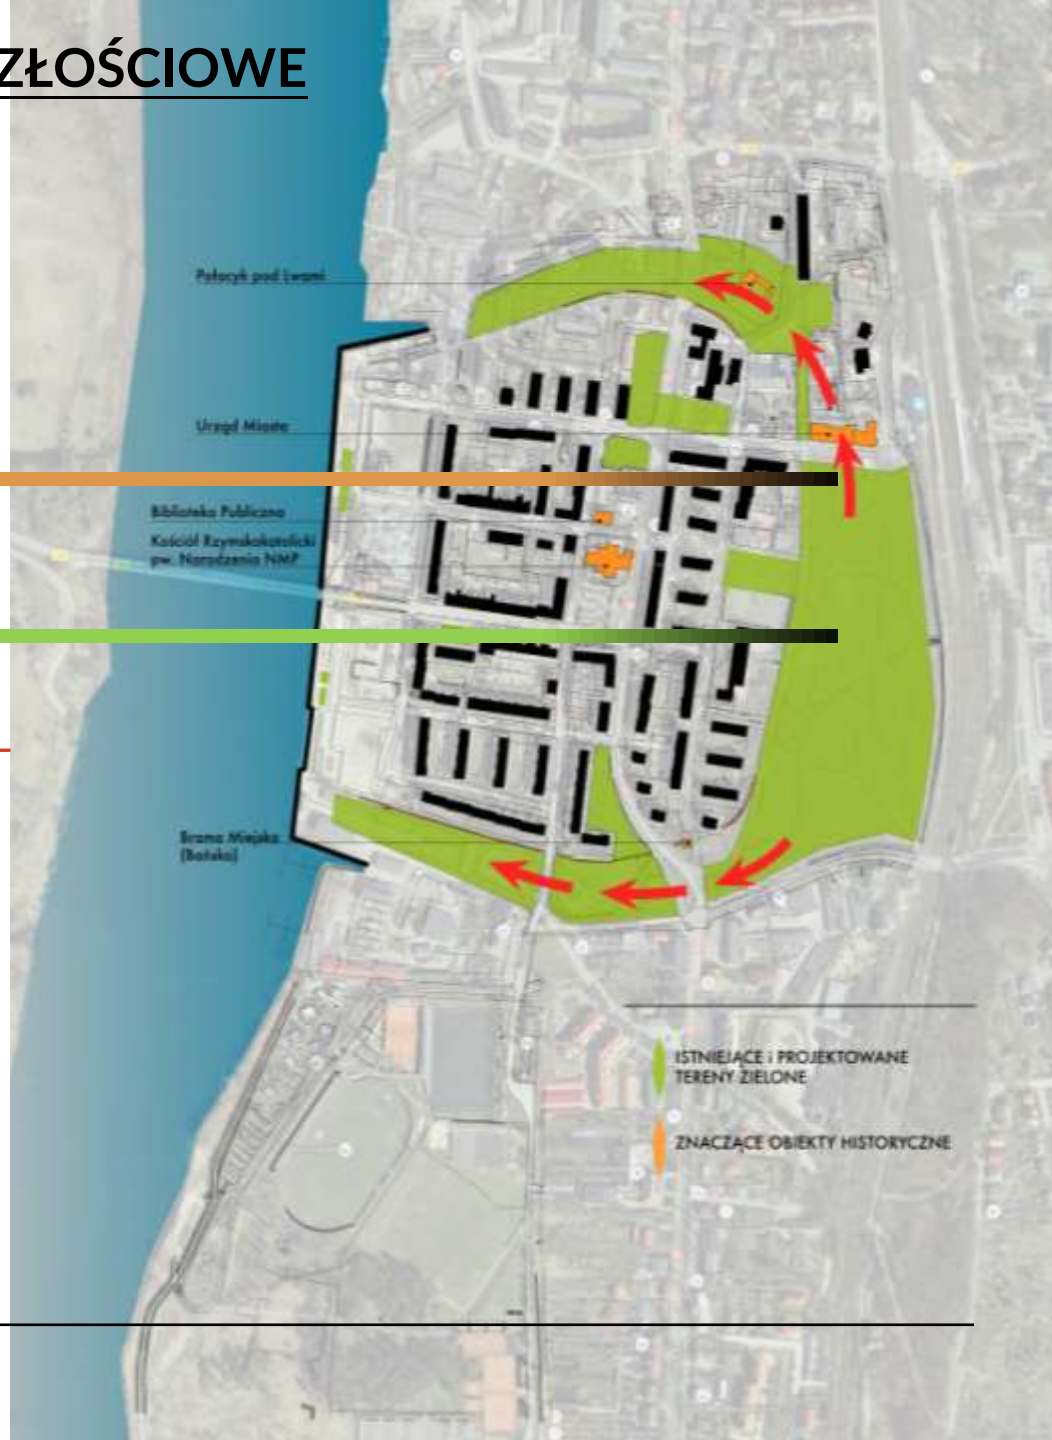 ZŁOŚCIOWE
Pałacyk pod Lwami
Urząd Miasta
Biblioteka Publiczna
Kościół Rzymskokatolicki
pw. Narodzenia NMP
Brama Miejska
(Bańska)
ISTNIEJĄCE i PROJEKTOWANE
TERENY ZIELONE
ZNACZĄCE OBIEKTY HISTORYCZNE